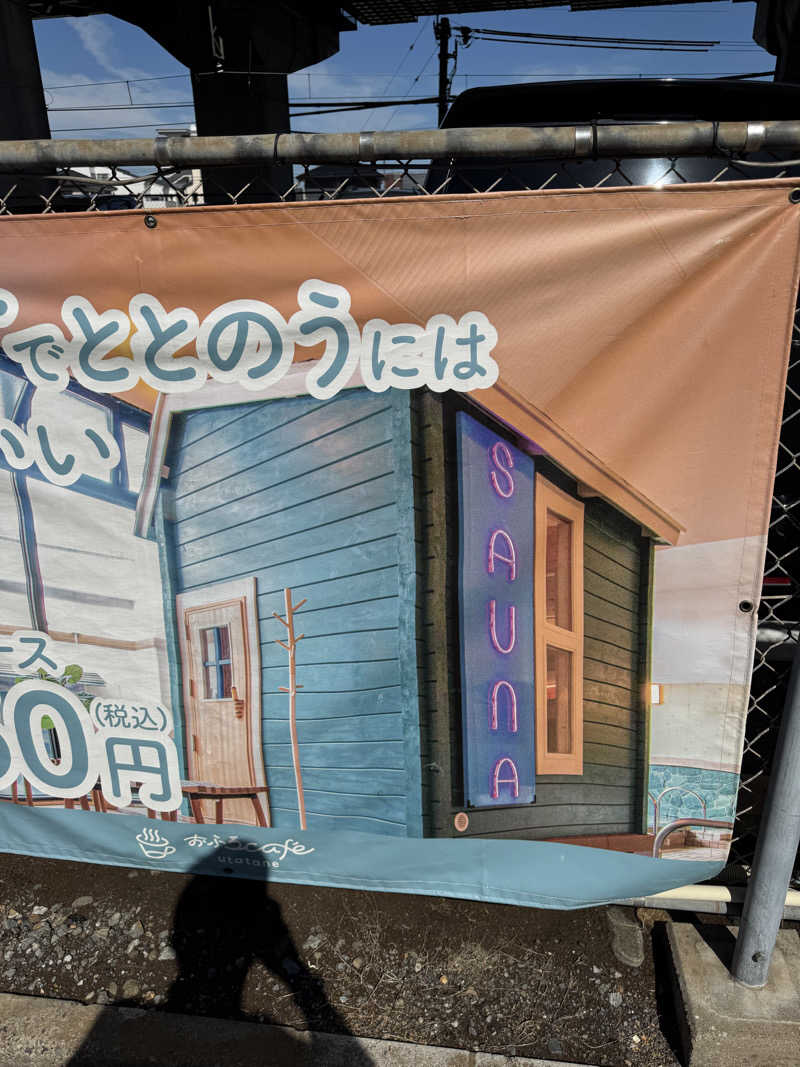 でととのうには
いい
ース
0円
(税込)
SAUNA
おふろcafe
utatane